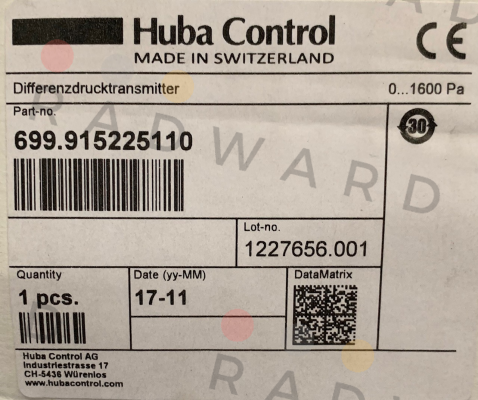 Huba Control
MADE IN SWITZERLAND
CE
Differenzdrucktransmitter 0...1600 Pa
Part-no.
699.915225110
30
Lot-no.
1227656.001
Quantity
1 pcs.
Date (yy-MM)
17-11
DataMatrix
Huba Control AG
Industriestrasse 17
CH-5436 Würenlos
www.hubacontrol.com
RADWARD
RADWARD